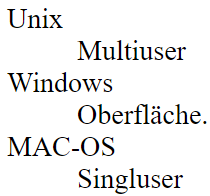 Unix
Multiuser
Windows
Oberfläche.
MAC-OS
Singluser